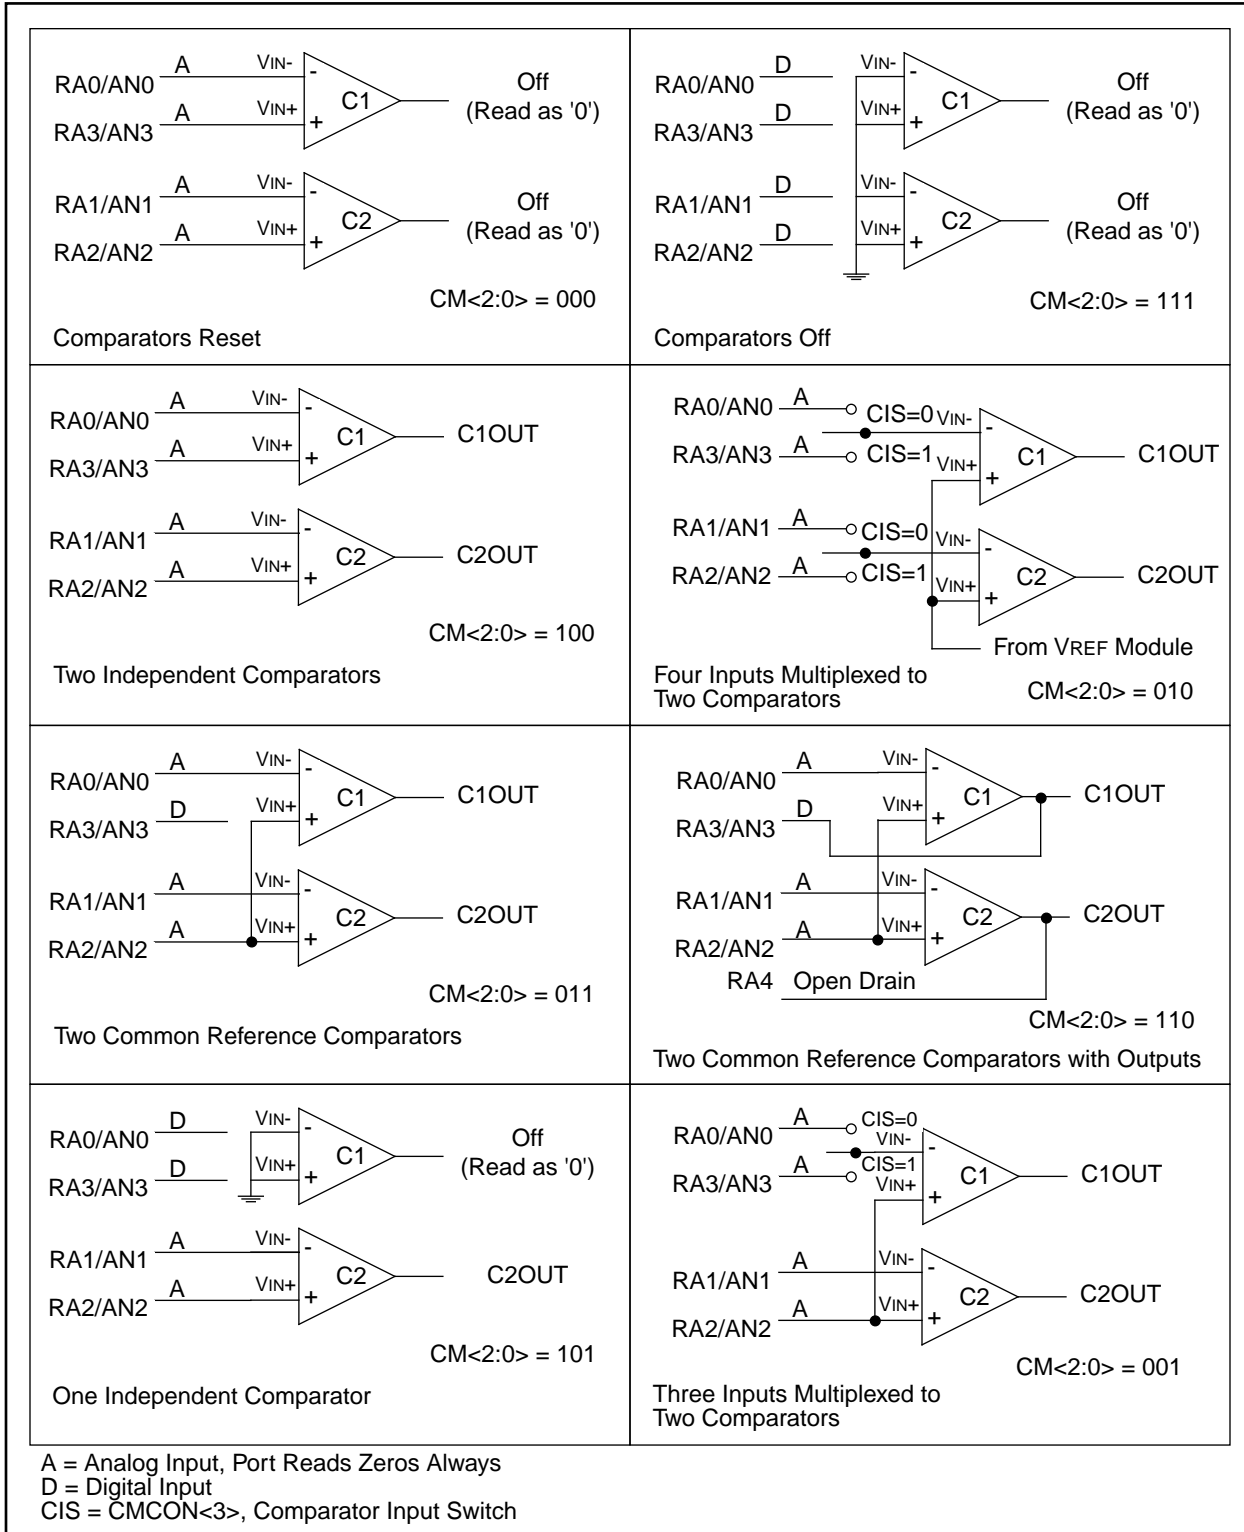 A VIN-
RA0/AN0 - C1 Off
A VIN+ (Read as '0')
RA3/AN3 +
A VIN-
RA1/AN1 - C2 Off
A VIN+ (Read as '0')
RA2/AN2 +
CM<2:0> = 000
Comparators Reset
D VIN-
RA0/AN0 - C1 Off
D VIN+ (Read as '0')
RA3/AN3 +
D VIN-
RA1/AN1 - C2 Off
D VIN+ (Read as '0')
RA2/AN2 +
CM<2:0> = 111
Comparators Off
A VIN-
RA0/AN0 - C1 C1OUT
A VIN+
RA3/AN3 +
A VIN-
RA1/AN1 - C2 C2OUT
A VIN+
RA2/AN2 +
CM<2:0> = 100
Two Independent Comparators
RA0/AN0 A CIS=0 VIN-
- C1 C1OUT
RA3/AN3 A CIS=1 VIN+
+
RA1/AN1 A CIS=0 VIN-
- C2 C2OUT
RA2/AN2 A CIS=1 VIN+
+
From VREF Module
Four Inputs Multiplexed to
Two Comparators
CM<2:0> = 010
A VIN-
RA0/AN0 - C1 C1OUT
D VIN+
RA3/AN3 +
A VIN-
RA1/AN1 - C2 C2OUT
A VIN+
RA2/AN2 +
CM<2:0> = 011
Two Common Reference Comparators
A VIN-
RA0/AN0 - C1 C1OUT
D VIN+
RA3/AN3 +
A VIN-
RA1/AN1 - C2 C2OUT
A VIN+
RA2/AN2 +
RA4 Open Drain
CM<2:0> = 110
Two Common Reference Comparators with Outputs
D VIN-
RA0/AN0 - C1 Off
D VIN+ (Read as '0')
RA3/AN3 +
A VIN-
RA1/AN1 - C2 C2OUT
A VIN+
RA2/AN2 +
CM<2:0> = 101
One Independent Comparator
A CIS=0
RA0/AN0 VIN- -
A CIS=1 C1 C1OUT
RA3/AN3 VIN+ +
A VIN-
RA1/AN1 - C2 C2OUT
A VIN+
RA2/AN2 +
CM<2:0> = 001
Three Inputs Multiplexed to
Two Comparators
A = Analog Input, Port Reads Zeros Always
D = Digital Input
CIS = CMCON<3>, Comparator Input Switch